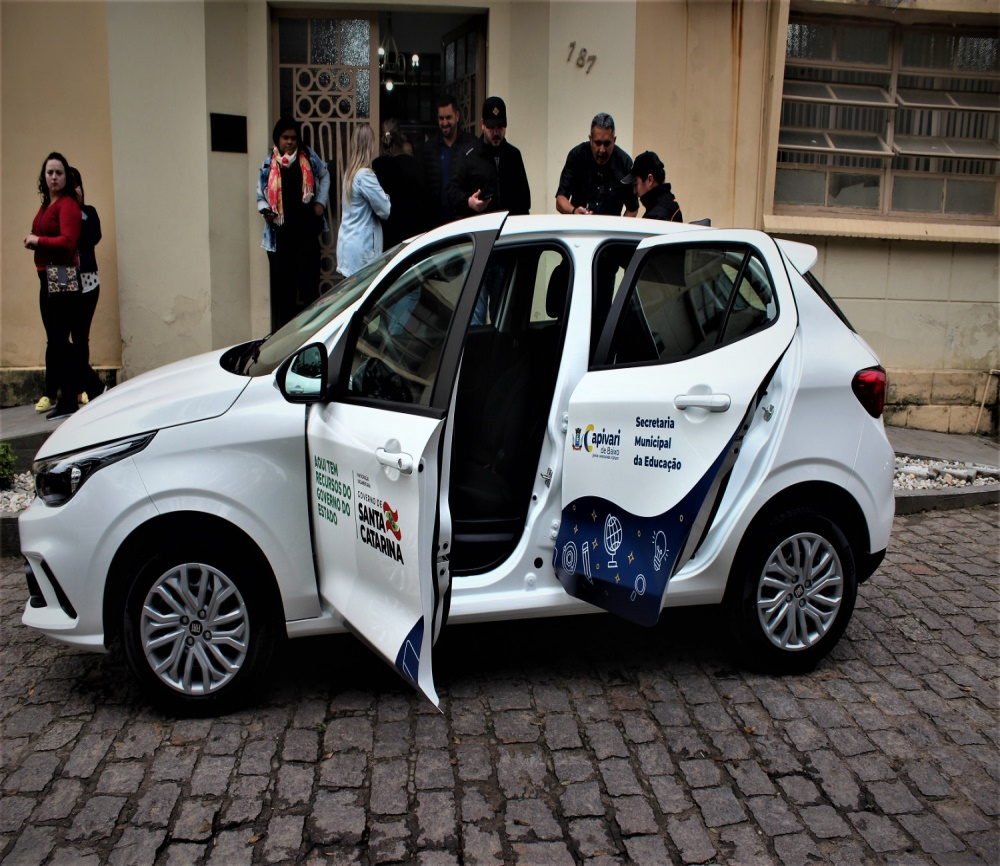 187
AQUI TEM
RECURSOS DO
GOVERNO DO
ESTADO
GOVERNO DE
SANTA
CATARINA
Capivari
de Baixo
Secretaria
Municipal
da Educação